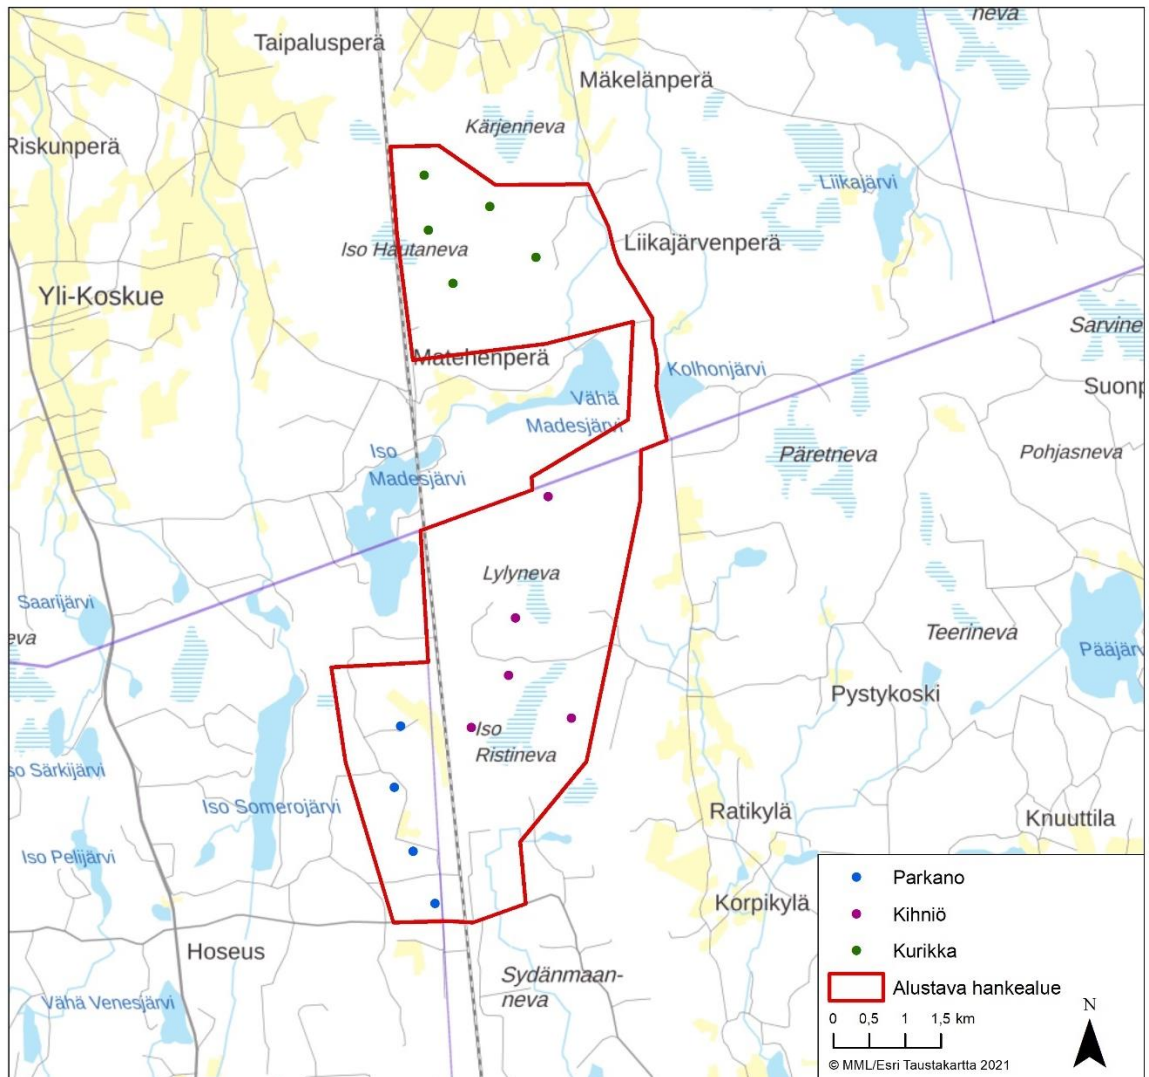 neva
Taipalusperä
Mäkelänperä
Kärjenneva
Riskunperä
Liikajärvi
Liikajärvenperä
Iso Hautaneva
Yli-Koskue
Sarvine
Matehenperä
Kolhonjärvi
Suonp
Vähä
Madesjärvi
Iso
Madesjärvi
Päretneva
Pohjasneva
Lylyneva
Saarijärvi
eva
Teerineva
Pääjärv
Pystykoski
Iso
Ristineva
so Särkijärvi
Iso Somerojärvi
Ratikylä
Knuuttila
Iso Pelijärvi
Korpikylä
Hoseus
Sydänmaan-
neva
Vähä Venesjärvi
Parkano
Kihniö
Kurikka
Alustava hankealue
0 0,5 1 1,5 km
N
© MML/Esri Taustakartta 2021